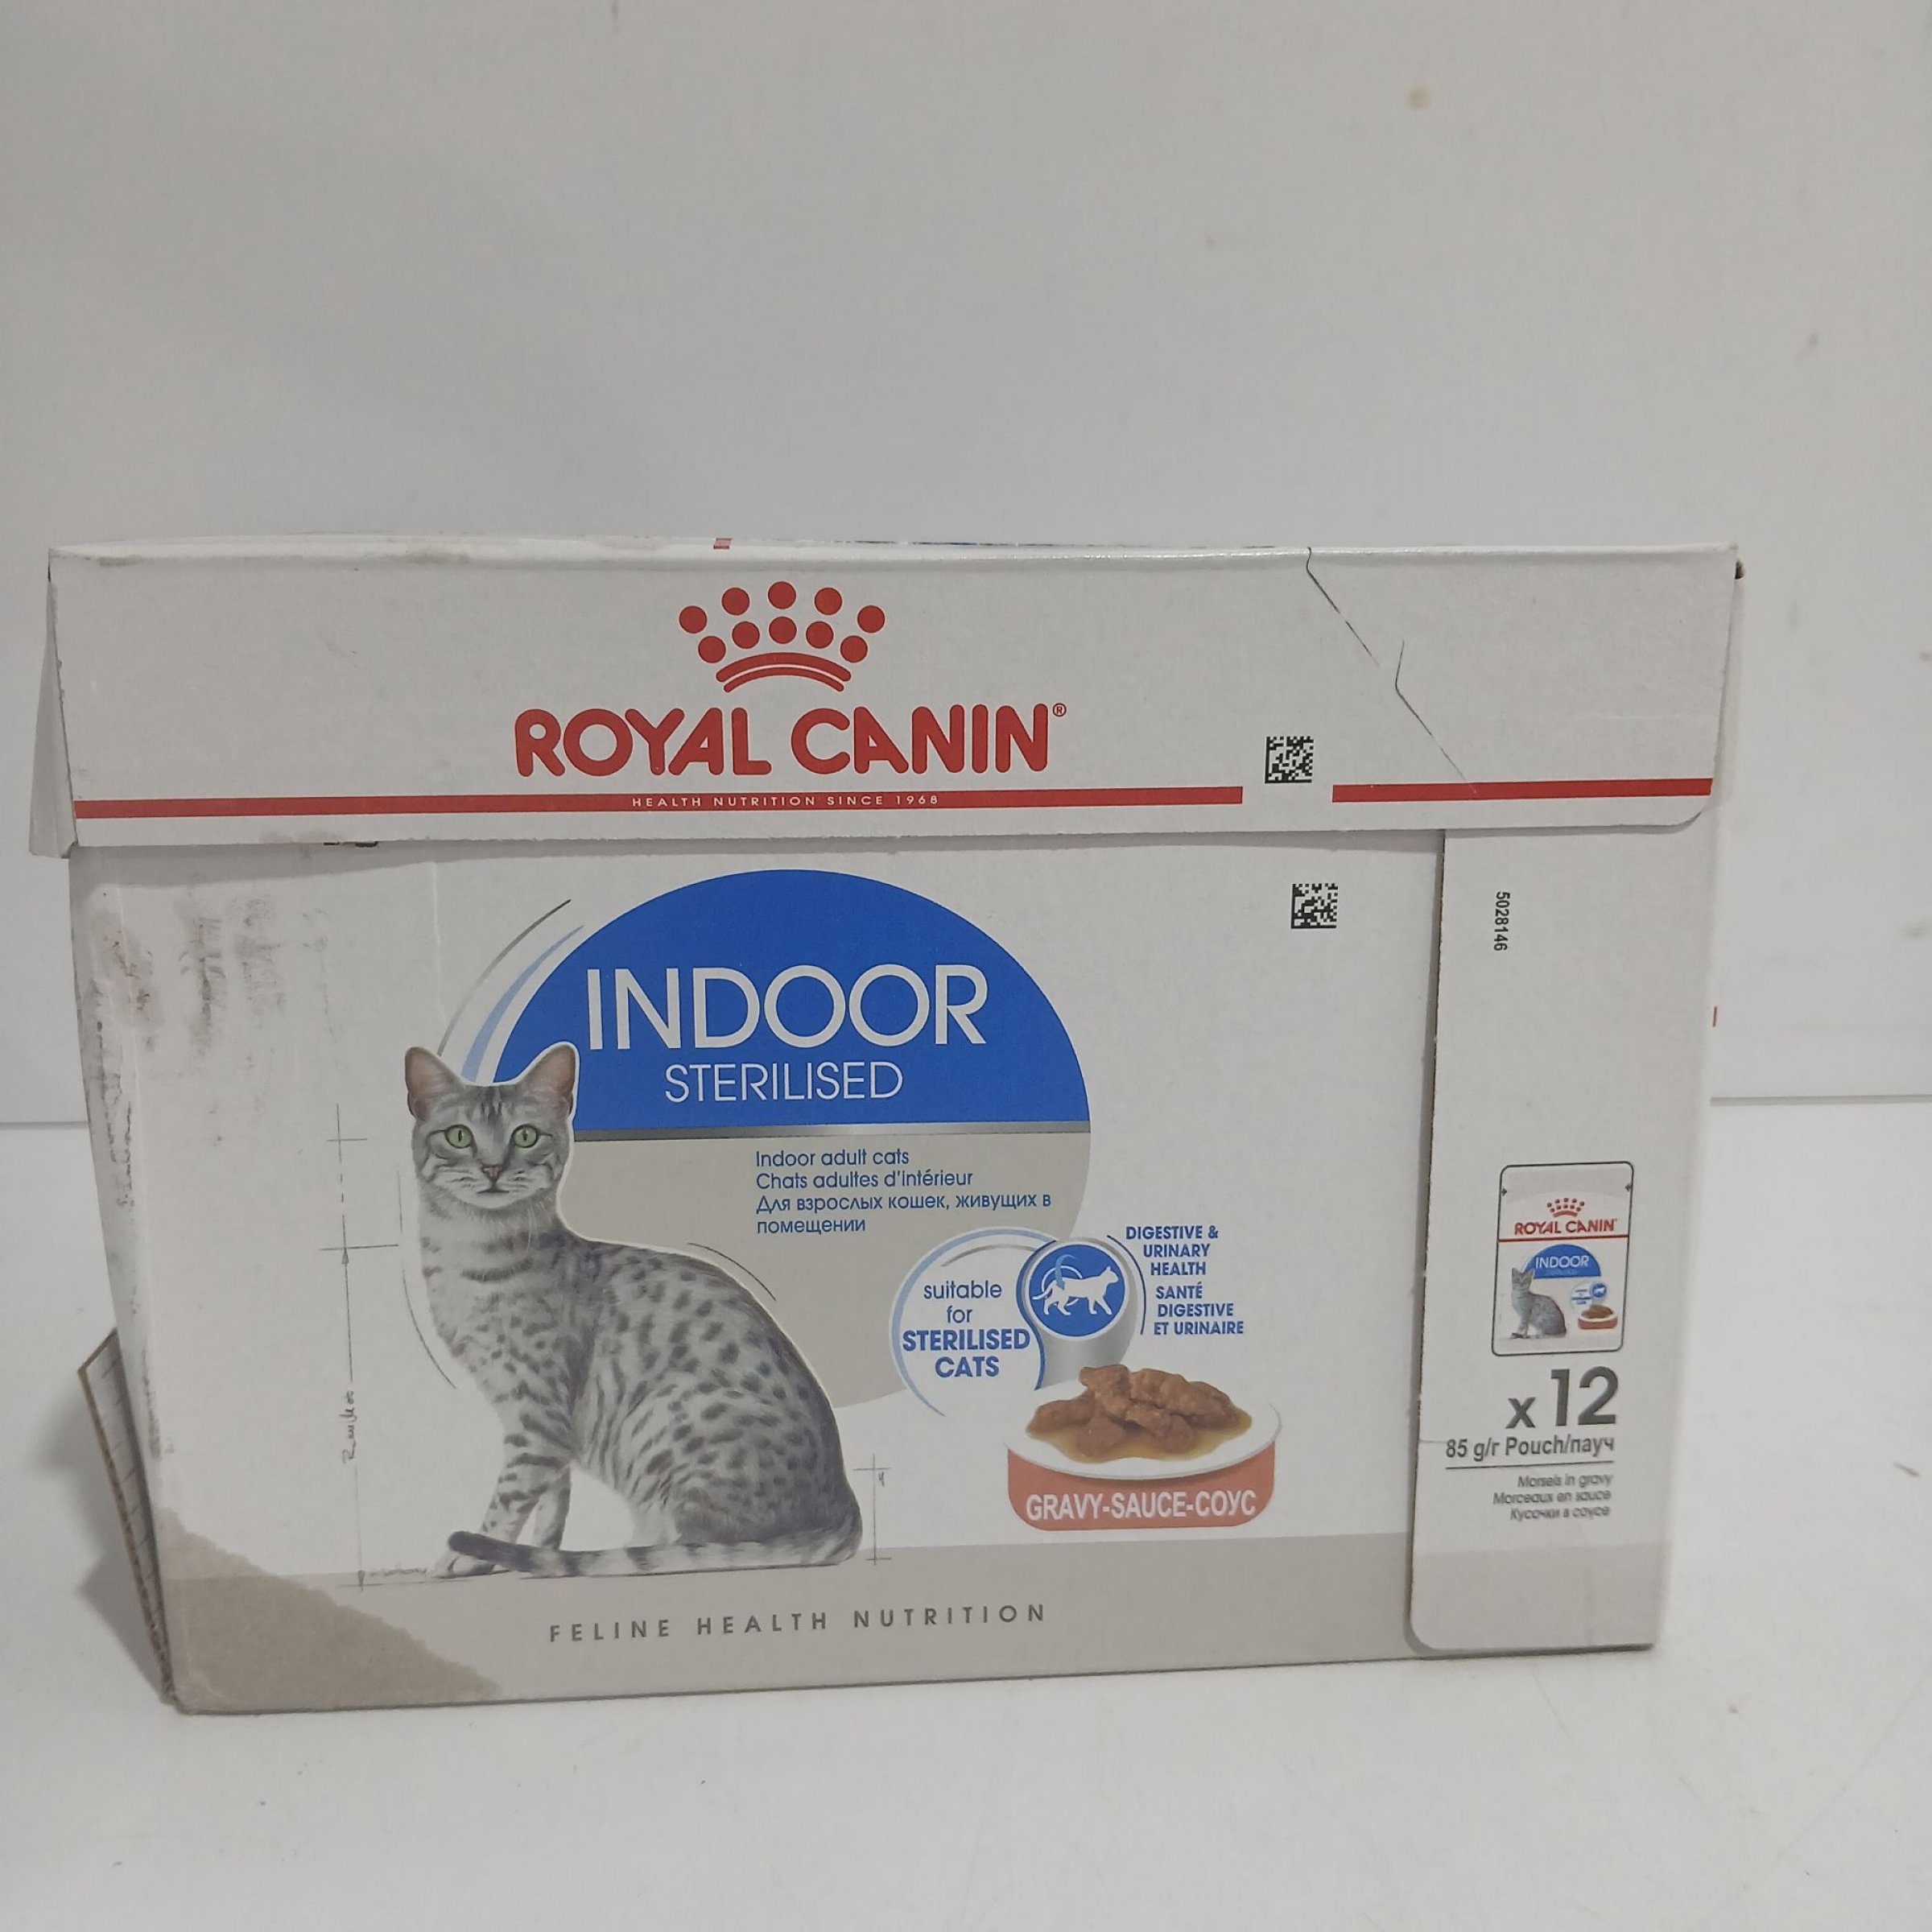 ROYAL CANIN®
HEALTH NUTRITION SINCE 1968
5028146
INDOOR
STERILISED
Indoor adult cats
Chats adultes d'intérieur
Для взрослых кошек, живущих в
помещении
DIGESTIVE &
URINARY
HEALTH
SANTÉ
DIGESTIVE
ET URINAIRE
suitable
for
STERILISED
CATS
GRAVY-SAUCE-СОУС
FELINE HEALTH NUTRITION
ROYAL CANIN
INDOOR
x12
85 g/г Pouch/пауч
Morsels in gravy
Morceaux en sauce
Кусочки в соусе